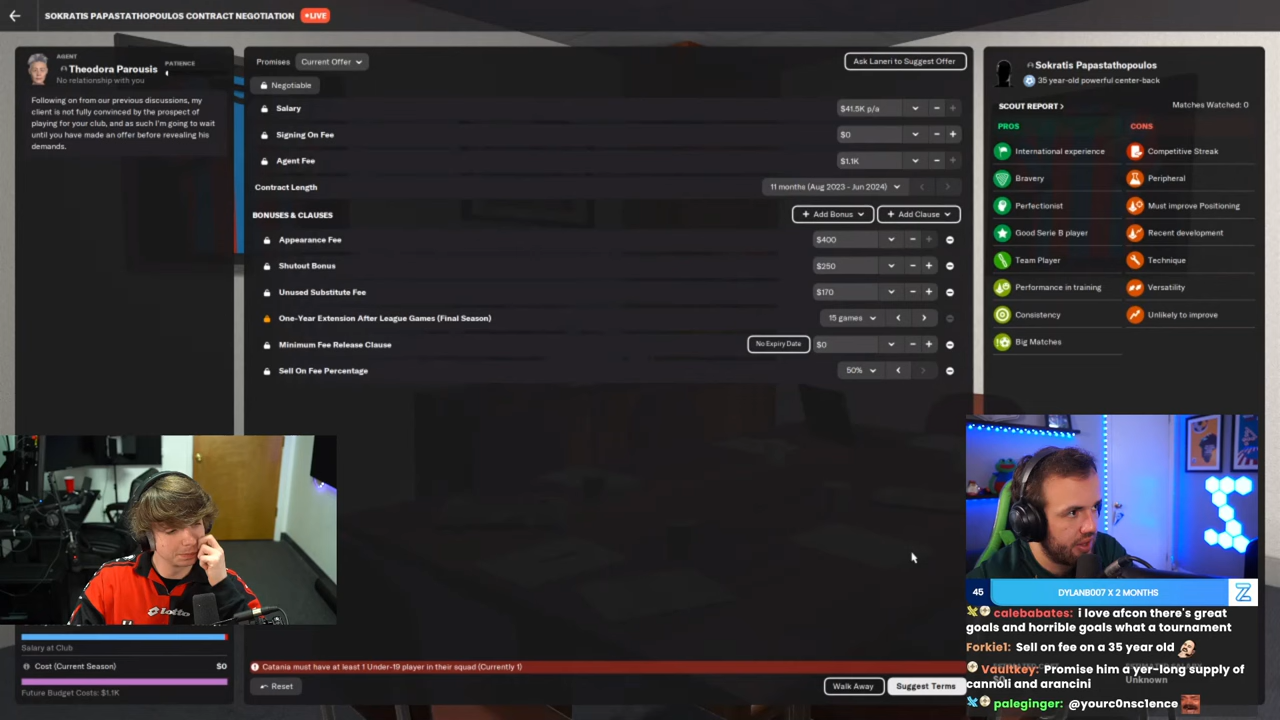 SOKRATIS PAPASTATHOPOULOS CONTRACT NEGOTIATION LIVE
AGENT
Theodora Parousis
No relationship with you
PATIENCE
Following on from our previous discussions, my
client is not fully convinced by the prospect of
playing for your club, and as such I'm going to
wait until you have made an offer before revealing his
demands.
Promises Current Offer
Ask Laneri to Suggest Offer
Negotiable
Salary $41.5K p/a
Signing On Fee $0
Agent Fee $1.1K
Contract Length 11 months (Aug 2023 - Jun 2024)
BONUSES & CLAUSES + Add Bonus + Add Clause
Appearance Fee $400
Shutout Bonus $250
Unused Substitute Fee $170
One-Year Extension After League Games (Final Season) 15 games
Minimum Fee Release Clause No Expiry Date $0
Sell On Fee Percentage 50%
Sokratis Papastathopoulos
35 year-old powerful center-back
SCOUT REPORT > Matches Watched: 0
PROS CONS
International experience Competitive Streak
Bravery Peripheral
Perfectionist Must improve Positioning
Good Serie B player Recent development
Team Player Technique
Performance in training Versatility
Consistency Unlikely to improve
Big Matches
Lotto
Salary at Club
Cost (Current Season) $0
Future Budget Costs: $1.1K
Catania must have at least 1 Under-19 player in their squad (Currently 1)
Reset
Walk Away Suggest Terms
45 DYLANB007 X 2 MONTHS
calebabates: i love afcon there's great
goals and horrible goals what a tournament
Forkie1: Sell on fee on a 35 year old
Vaultkey: Promise him a yer-long supply of
cannoli and arancini
Unknown
paleginger: @yourc0nsc1ence